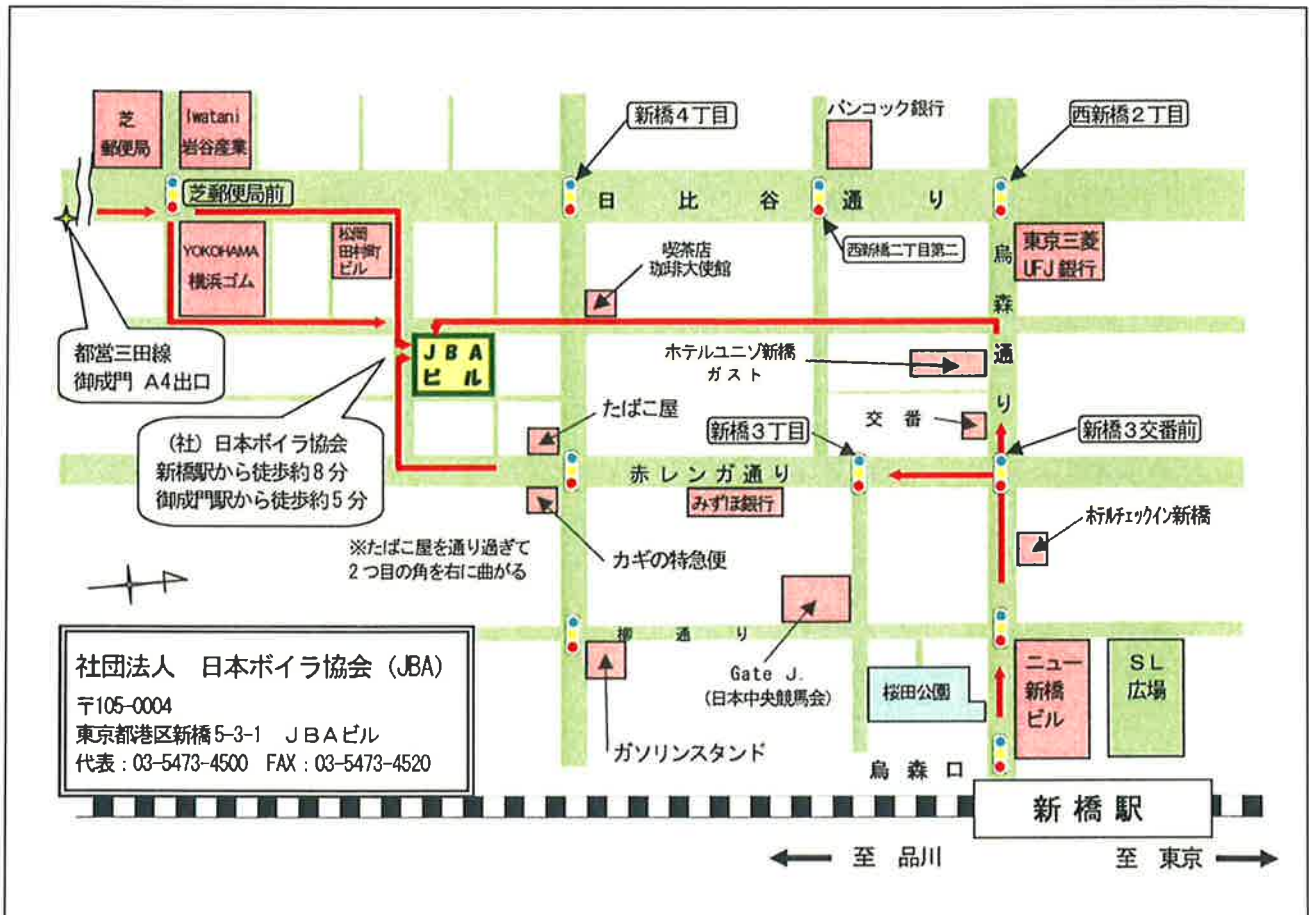 芝
郵便局
Iwatani
岩谷産業
新橋4丁目
バンコック銀行
西新橋2丁目
芝郵便局前
日比谷通り
YOKOHAMA
横浜ゴム
松岡
田村町
ビル
喫茶店
珈琲大使館
西新橋二丁目第二
烏森通り
東京三菱
UFJ銀行
都営三田線
御成門 A4出口
JBA
ビル
ホテルユニゾ新橋
ガスト
(社)日本ボイラ協会
新橋駅から徒歩約8分
御成門駅から徒歩約5分
たばこ屋
新橋3丁目
交番
新橋3交番前
赤レンガ通り
みずほ銀行
ホテルチェックイン新橋
※たばこ屋を通り過ぎて
2つ目の角を右に曲がる
カギの特急便
柳通り
Gate J.
(日本中央競馬会)
桜田公園
ニュー
新橋
ビル
SL
広場
ガソリンスタンド
烏森口
社団法人 日本ボイラ協会 (JBA)
〒105-0004
東京都港区新橋5-3-1 JBAビル
代表:03-5473-4500 FAX:03-5473-4520
新橋駅
至 品川
至 東京